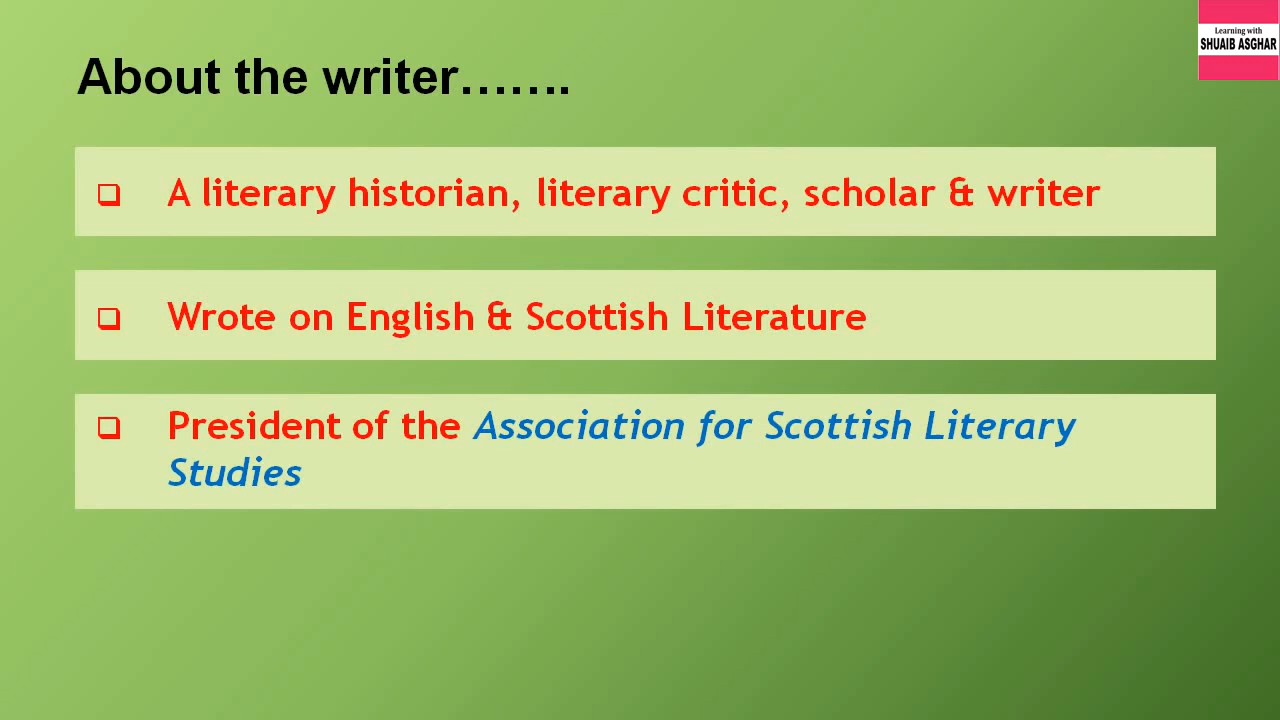 Learning with
SHUAIB ASGHAR
About the writer…….
❑ A literary historian, literary critic, scholar & writer
❑ Wrote on English & Scottish Literature
❑ President of the Association for Scottish Literary
Studies